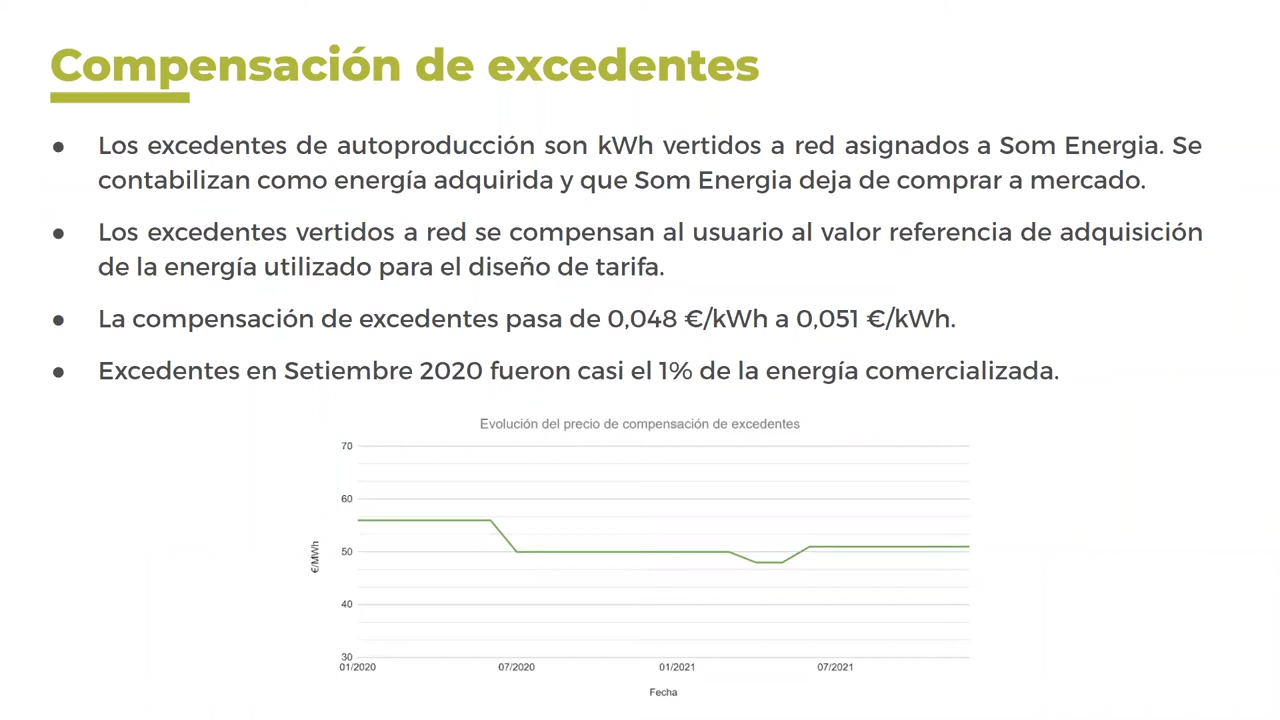 Compensación de excedentes
● Los excedentes de autoproducción son kWh vertidos a red asignados a Som Energia. Se
contabilizan como energía adquirida y que Som Energia deja de comprar a mercado.
● Los excedentes vertidos a red se compensan al usuario al valor referencia de adquisición
de la energía utilizado para el diseño de tarifa.
● La compensación de excedentes pasa de 0,048 €/kWh a 0,051 €/kWh.
● Excedentes en Setiembre 2020 fueron casi el 1% de la energía comercializada.
Evolución del precio de compensación de excedentes
70
60
50
40
30
€/MWh
01/2020 07/2020 01/2021 07/2021
Fecha